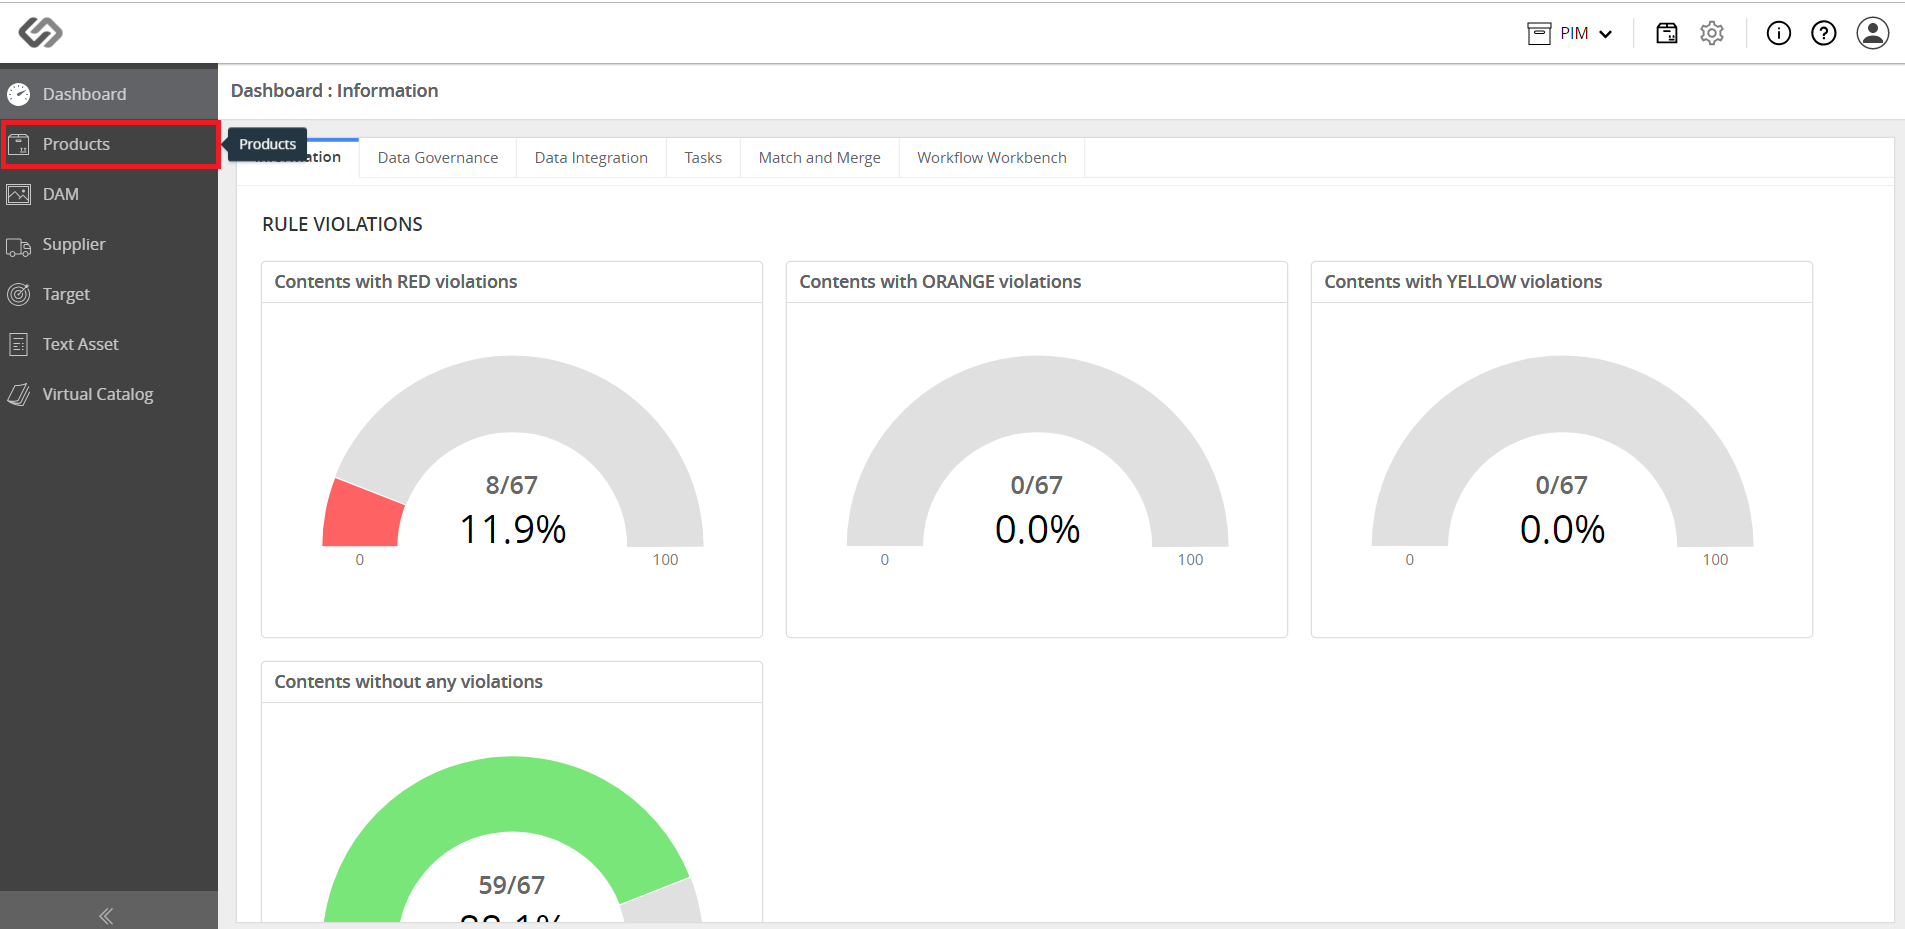 PIM
Dashboard
Products
DAM
Supplier
Target
Text Asset
Virtual Catalog
Dashboard : Information
Products
Data Governance
Data Integration
Tasks
Match and Merge
Workflow Workbench
RULE VIOLATIONS
Contents with RED violations
8/67
11.9%
0 100
Contents with ORANGE violations
0/67
0.0%
0 100
Contents with YELLOW violations
0/67
0.0%
0 100
Contents without any violations
59/67
88.1%